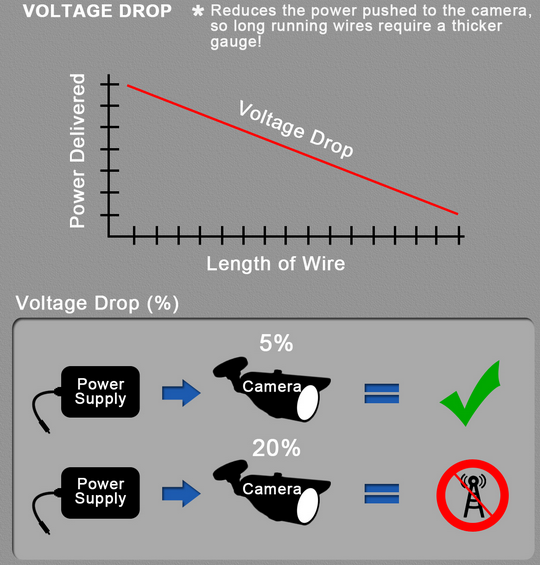 VOLTAGE DROP * Reduces the power pushed to the camera,
so long running wires require a thicker
gauge!
Power Delivered
Voltage Drop
Length of Wire
Voltage Drop (%)
5%
Power
Supply
Camera
20%
Power
Supply
Camera